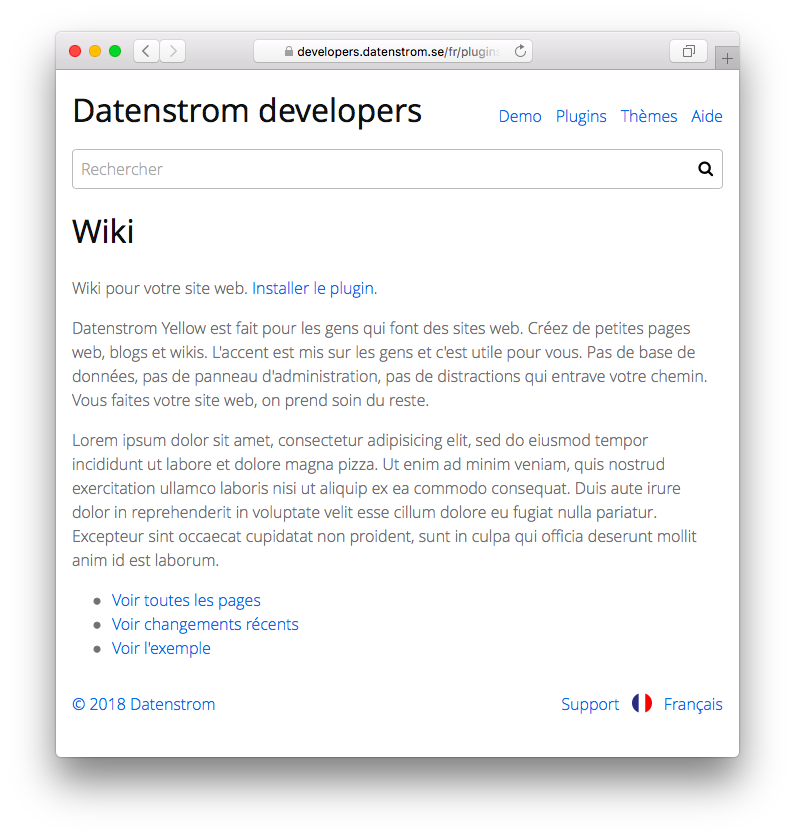 developers.datenstrom.se/fr/plugins
Datenstrom developers
Demo Plugins Thèmes Aide
Rechercher
Wiki
Wiki pour votre site web. Installer le plugin.
Datenstrom Yellow est fait pour les gens qui font des sites web. Créez de petites pages
web, blogs et wikis. L'accent est mis sur les gens et c'est utile pour vous. Pas de base de
données, pas de panneau d'administration, pas de distractions qui entrave votre chemin.
Vous faites votre site web, on prend soin du reste.
Lorem ipsum dolor sit amet, consectetur adipisicing elit, sed do eiusmod tempor
incididunt ut labore et dolore magna pizza. Ut enim ad minim veniam, quis nostrud
exercitation ullamco laboris nisi ut aliquip ex ea commodo consequat. Duis aute irure
dolor in reprehenderit in voluptate velit esse cillum dolore eu fugiat nulla pariatur.
Excepteur sint occaecat cupidatat non proident, sunt in culpa qui officia deserunt mollit
anim id est laborum.
Voir toutes les pages
Voir changements récents
Voir l'exemple
© 2018 Datenstrom
Support Français